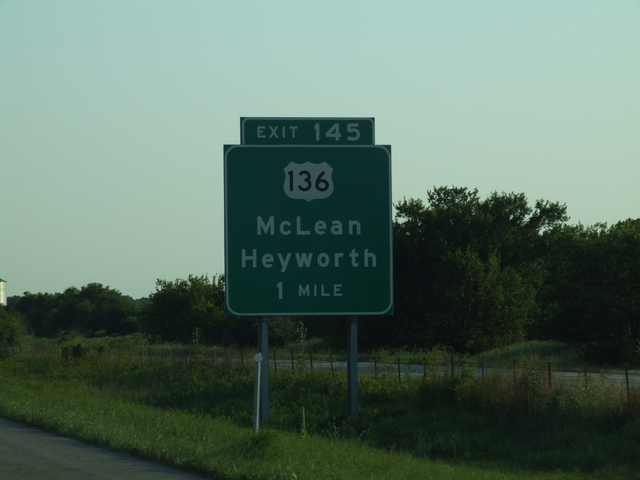 EXIT 145
136
McLean
Heyworth
1 MILE